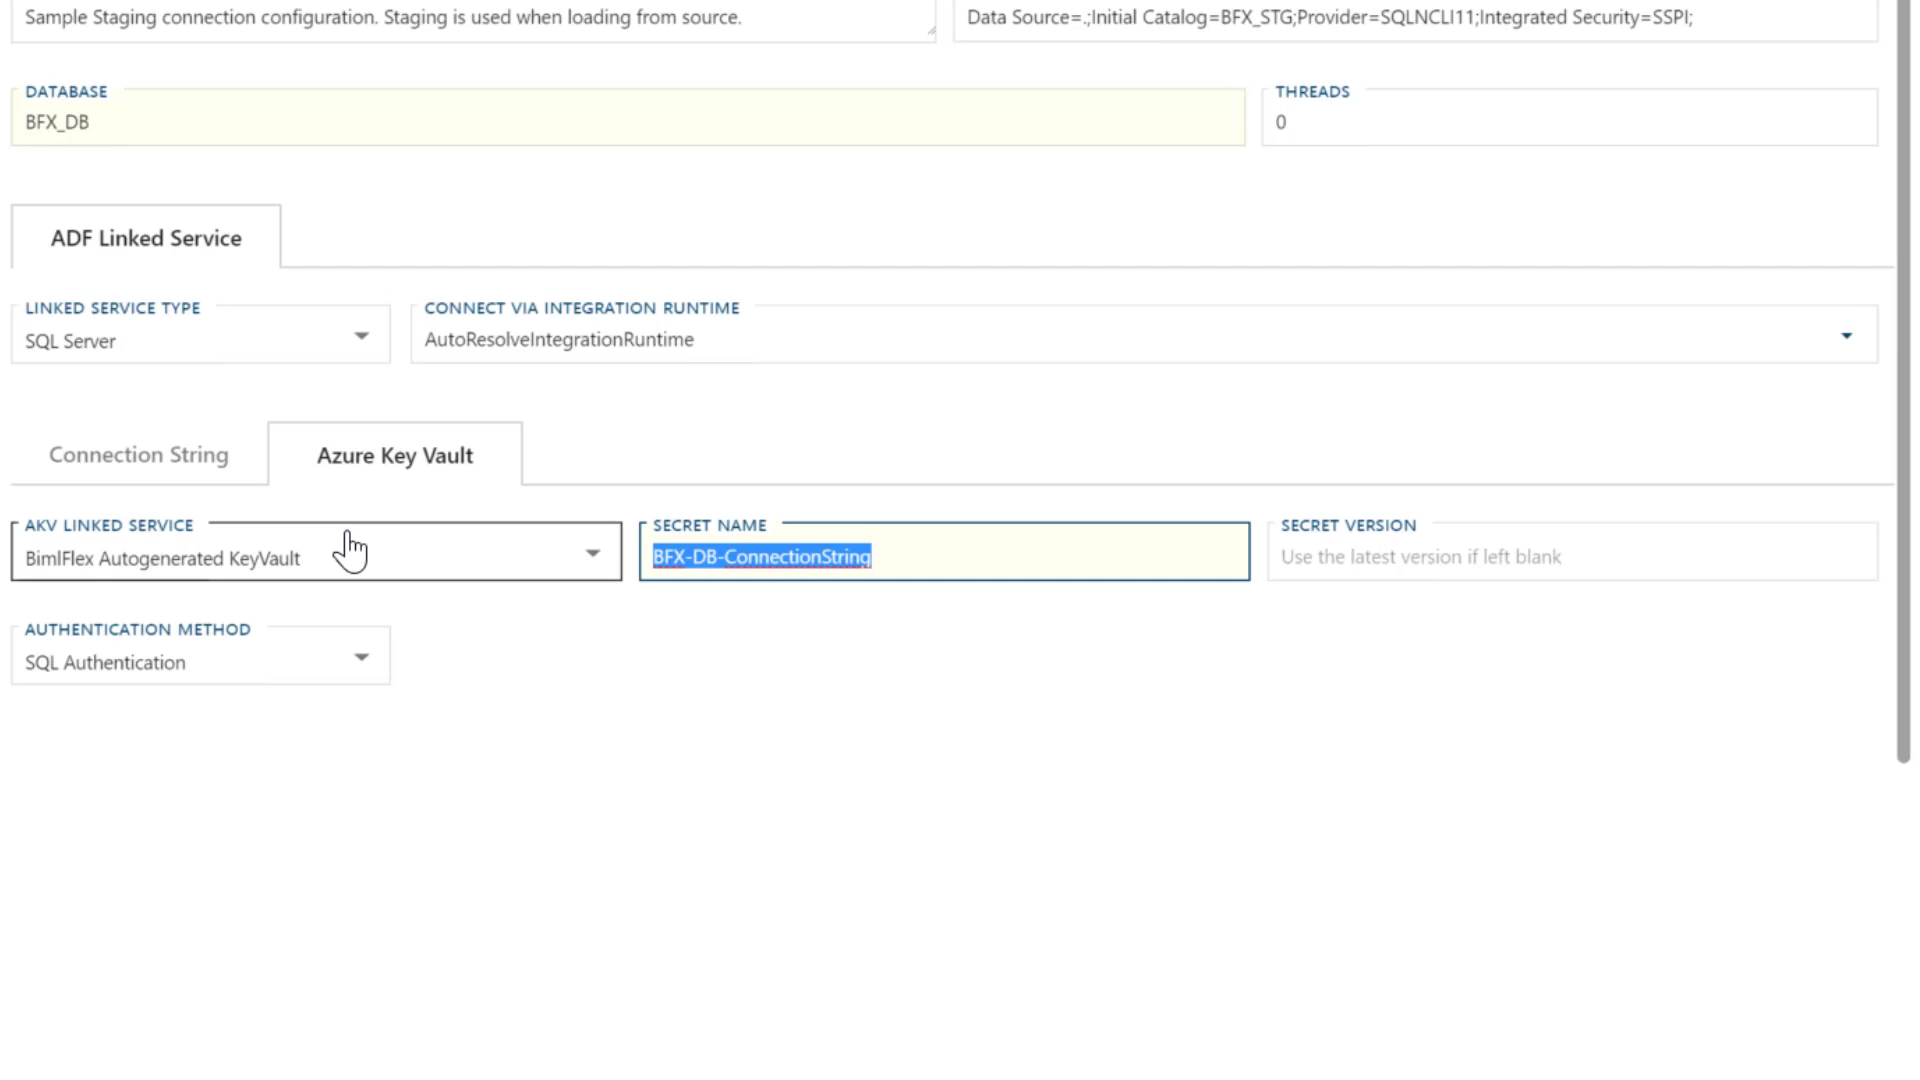 Sample Staging connection configuration. Staging is used when loading from source.
Data Source=.;Initial Catalog=BFX_STG;Provider=SQLNCLI11;Integrated Security=SSPI;
DATABASE
BFX_DB
THREADS
0
ADF Linked Service
LINKED SERVICE TYPE
SQL Server
CONNECT VIA INTEGRATION RUNTIME
AutoResolveIntegrationRuntime
Connection String
Azure Key Vault
AKV LINKED SERVICE
BimlFlex Autogenerated KeyVault
SECRET NAME
BFX-DB-ConnectionString
SECRET VERSION
Use the latest version if left blank
AUTHENTICATION METHOD
SQL Authentication